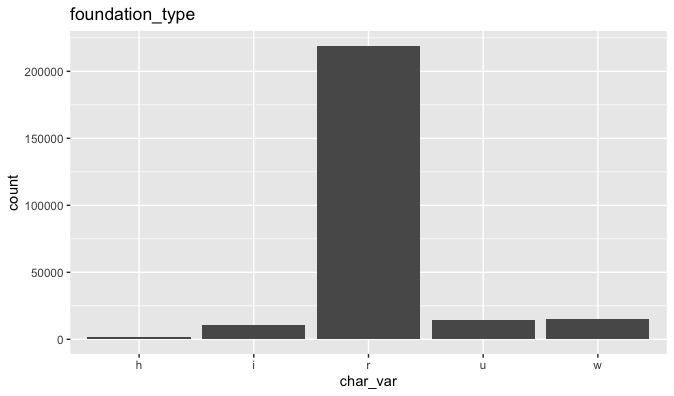 foundation_type
200000
150000
100000
50000
0
count
h i r u w
char_var